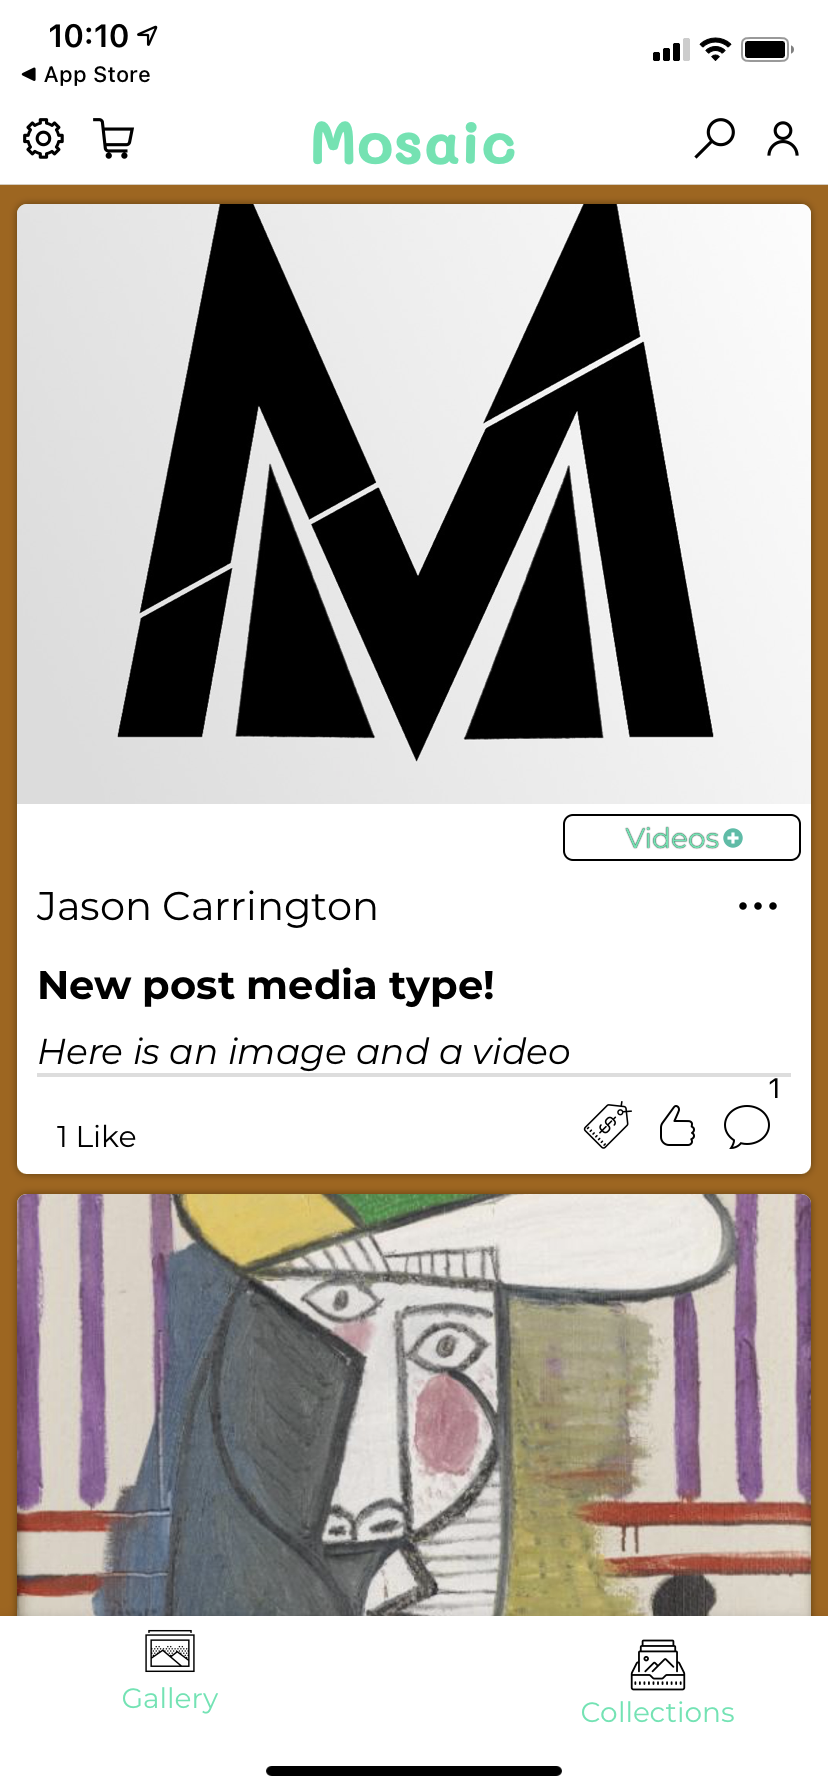 10:10
App Store
Mosaic
M
Videos
Jason Carrington
New post media type!
Here is an image and a video
1
1 Like
$
Gallery
Collections